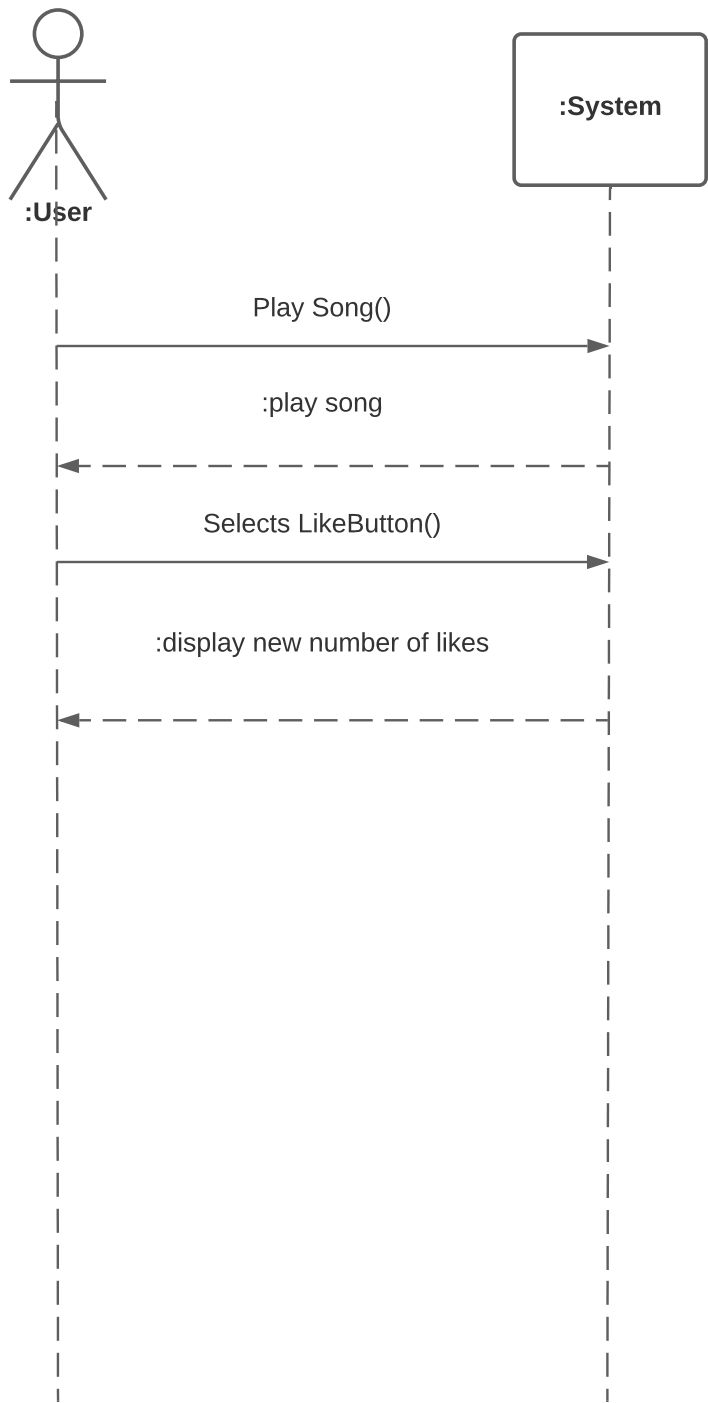 :System
:User
Play Song()
:play song
Selects LikeButton()
:display new number of likes